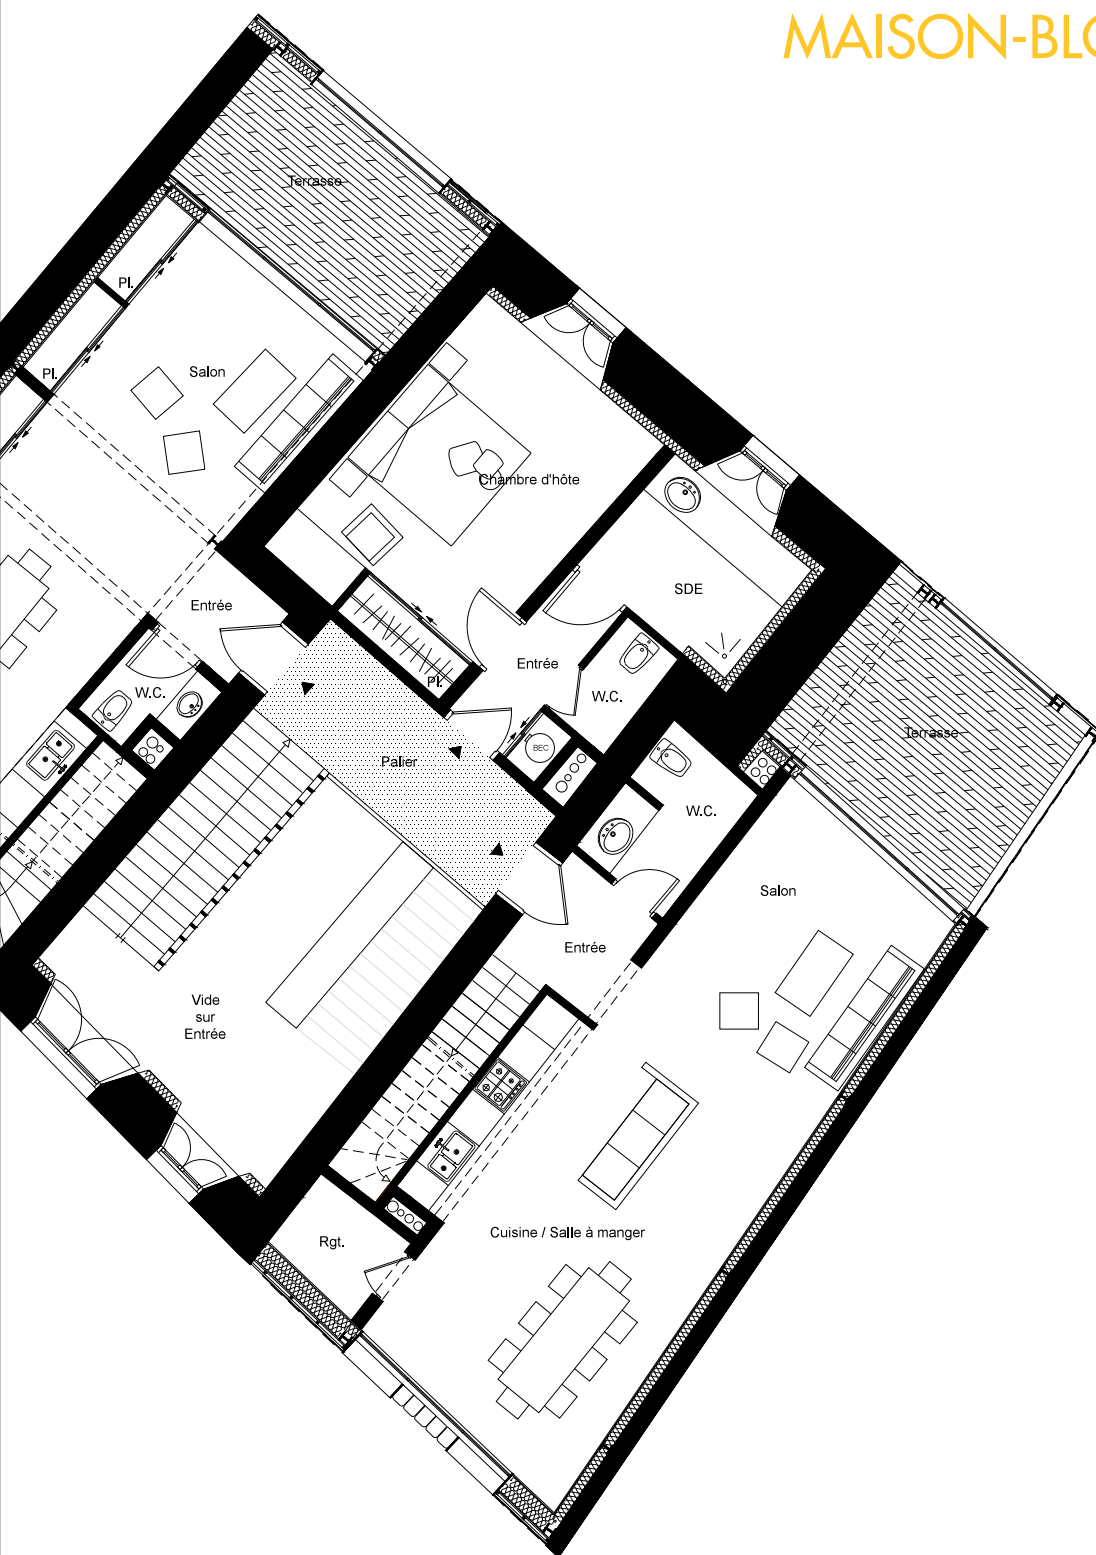 MAISON-BLO
Terrasse
Pl.
Salon
Pl.
Chambre d'hôte
SDE
Entrée
Entrée
Pl.
W.C.
W.C.
BEC
Palier
Terrasse
W.C.
Salon
Entrée
Vide
sur
Entrée
Rgt.
Cuisine / Salle à manger